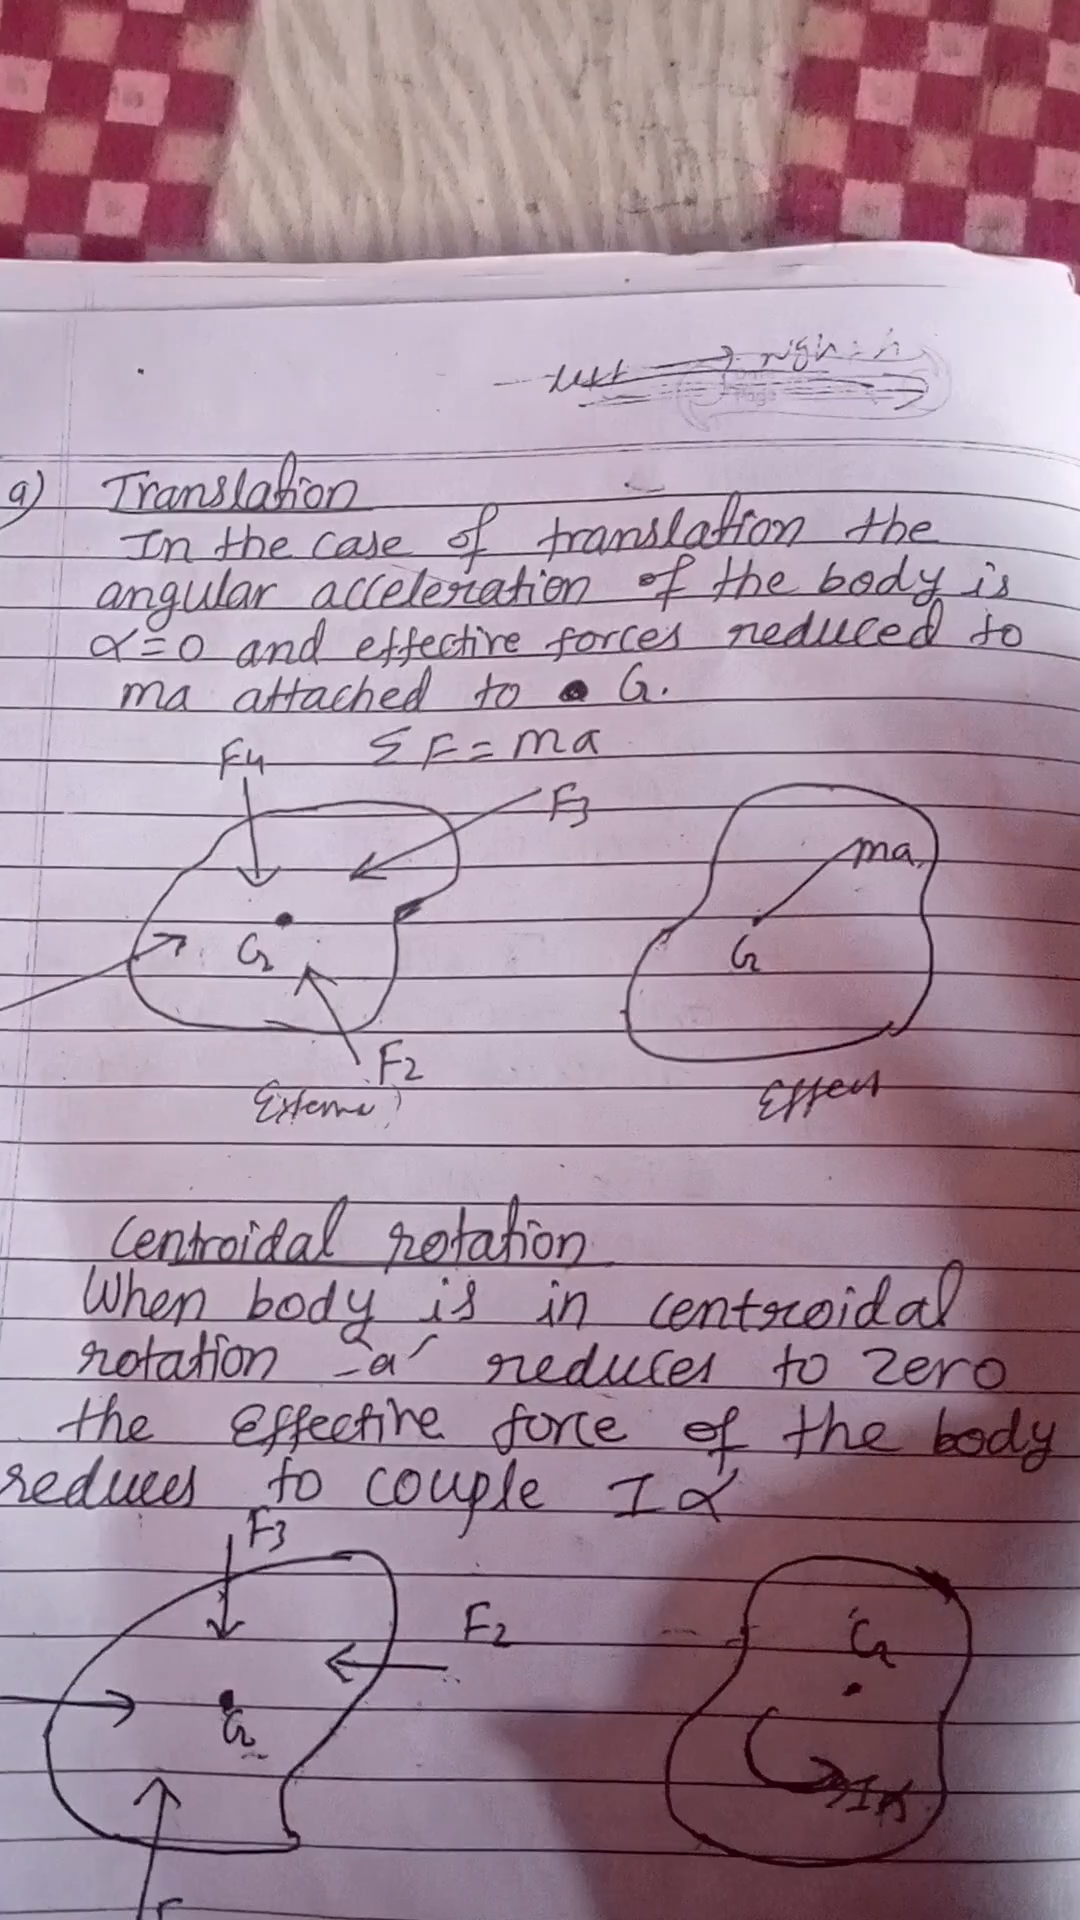 a) Translation
In the case of translation the
angular acceleration of the body is
α=0 and effective forces reduced to
ma attached to G.
ΣF=ma
F4
F3
ma
G
G
F2
Effect
Centroidal rotation
When body is in centroidal
rotation -a' reduces to zero
the effective force of the body
reduces to couple Iα
F3
F2
G
G
Iα